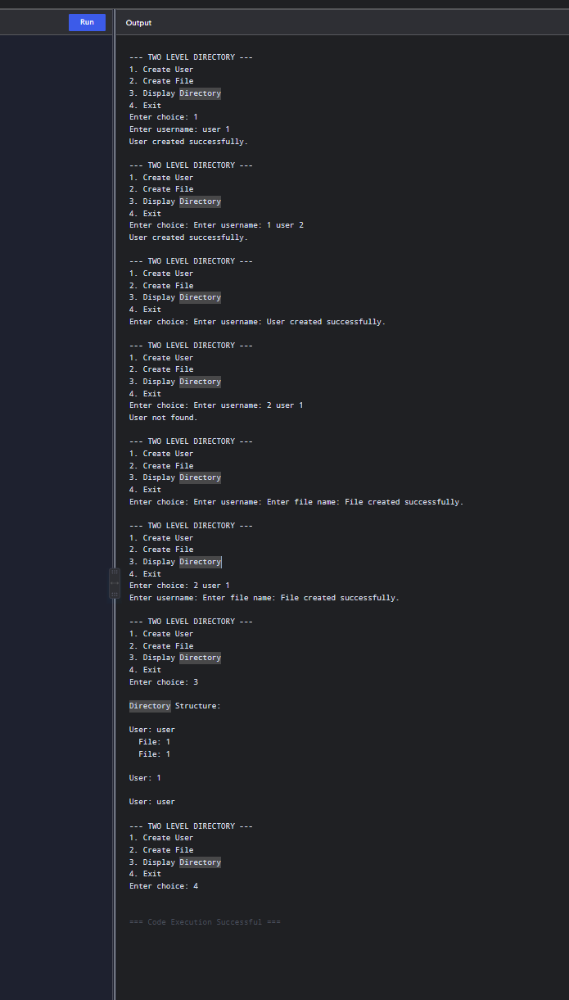 Run
Output
--- TWO LEVEL DIRECTORY ---
1. Create User
2. Create File
3. Display Directory
4. Exit
Enter choice: 1
Enter username: user 1
User created successfully.
--- TWO LEVEL DIRECTORY ---
1. Create User
2. Create File
3. Display Directory
4. Exit
Enter choice: Enter username: 1 user 2
User created successfully.
--- TWO LEVEL DIRECTORY ---
1. Create User
2. Create File
3. Display Directory
4. Exit
Enter choice: Enter username: User created successfully.
--- TWO LEVEL DIRECTORY ---
1. Create User
2. Create File
3. Display Directory
4. Exit
Enter choice: Enter username: 2 user 1
User not found.
--- TWO LEVEL DIRECTORY ---
1. Create User
2. Create File
3. Display Directory
4. Exit
Enter choice: Enter username: Enter file name: File created successfully.
--- TWO LEVEL DIRECTORY ---
1. Create User
2. Create File
3. Display Directory
4. Exit
Enter choice: 2 user 1
Enter username: Enter file name: File created successfully.
--- TWO LEVEL DIRECTORY ---
1. Create User
2. Create File
3. Display Directory
4. Exit
Enter choice: 3
Directory Structure:
User: user
File: 1
File: 1
User: 1
User: user
--- TWO LEVEL DIRECTORY ---
1. Create User
2. Create File
3. Display Directory
4. Exit
Enter choice: 4
=== Code Execution Successful ===